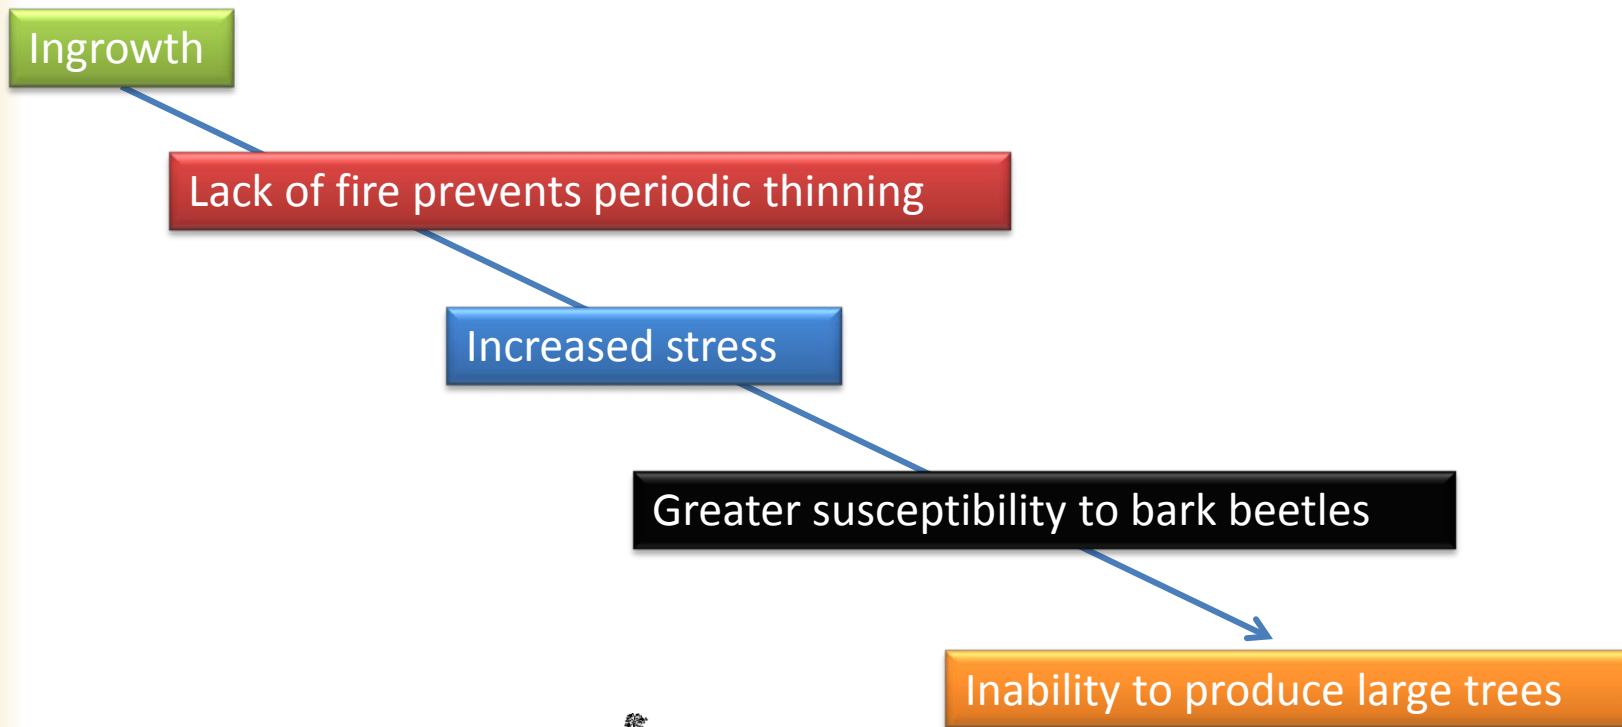 Ingrowth
Lack of fire prevents periodic thinning
Increased stress
Greater susceptibility to bark beetles
Inability to produce large trees